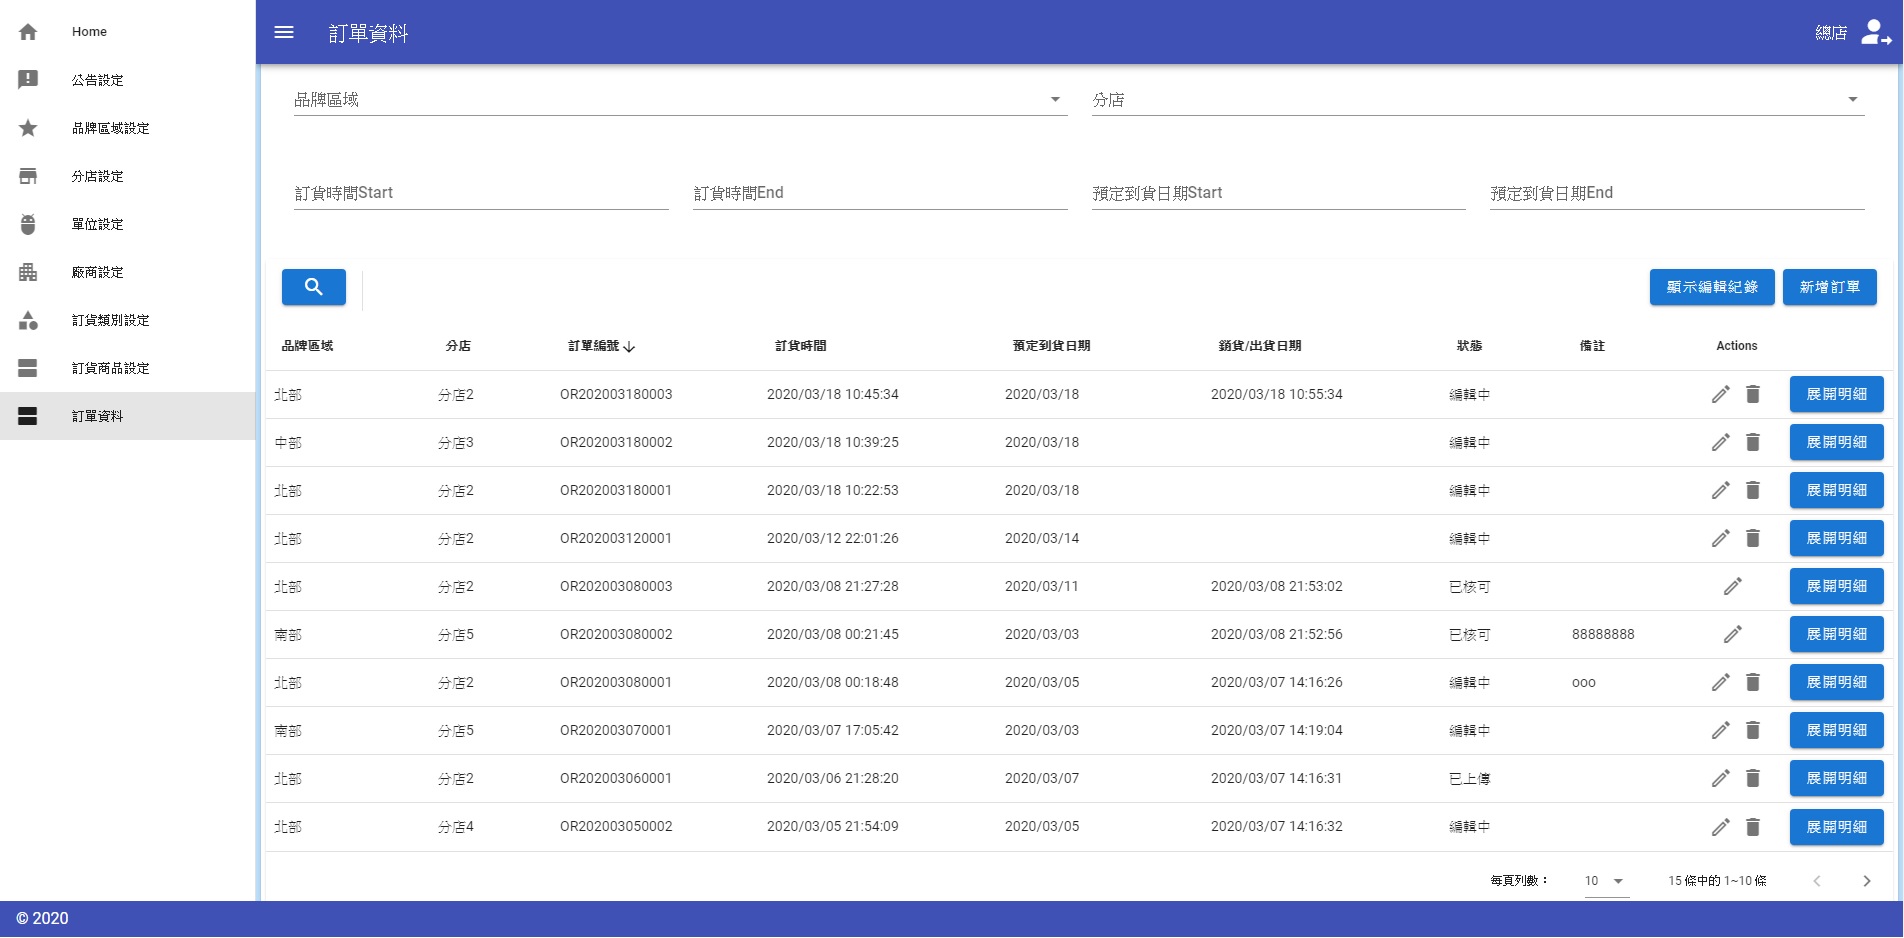 Home
公告設定
品牌區域設定
分店設定
單位設定
廠商設定
訂貨類別設定
訂貨商品設定
訂單資料
訂單資料
總店
品牌區域
分店
訂貨時間Start
訂貨時間End
預定到貨日期Start
預定到貨日期End
顯示編輯紀錄
新增訂單
品牌區域 分店 訂單編號 訂貨時間 預定到貨日期 銷貨/出貨日期 狀態 備註 Actions
北部 分店2 OR202003180003 2020/03/18 10:45:34 2020/03/18 2020/03/18 10:55:34 編輯中 展開明細
中部 分店3 OR202003180002 2020/03/18 10:39:25 2020/03/18 編輯中 展開明細
北部 分店2 OR202003180001 2020/03/18 10:22:53 2020/03/18 編輯中 展開明細
北部 分店2 OR202003120001 2020/03/12 22:01:26 2020/03/14 編輯中 展開明細
北部 分店2 OR202003080003 2020/03/08 21:27:28 2020/03/11 2020/03/08 21:53:02 已核可 展開明細
南部 分店5 OR202003080002 2020/03/08 00:21:45 2020/03/03 2020/03/08 21:52:56 已核可 88888888 展開明細
北部 分店2 OR202003080001 2020/03/08 00:18:48 2020/03/05 2020/03/07 14:16:26 編輯中 ooo 展開明細
南部 分店5 OR202003070001 2020/03/07 17:05:42 2020/03/03 2020/03/07 14:19:04 編輯中 展開明細
北部 分店2 OR202003060001 2020/03/06 21:28:20 2020/03/07 2020/03/07 14:16:31 已上傳 展開明細
北部 分店4 OR202003050002 2020/03/05 21:54:09 2020/03/05 2020/03/07 14:16:32 編輯中 展開明細
每頁列數： 10 15 條中的 1~10 條
© 2020